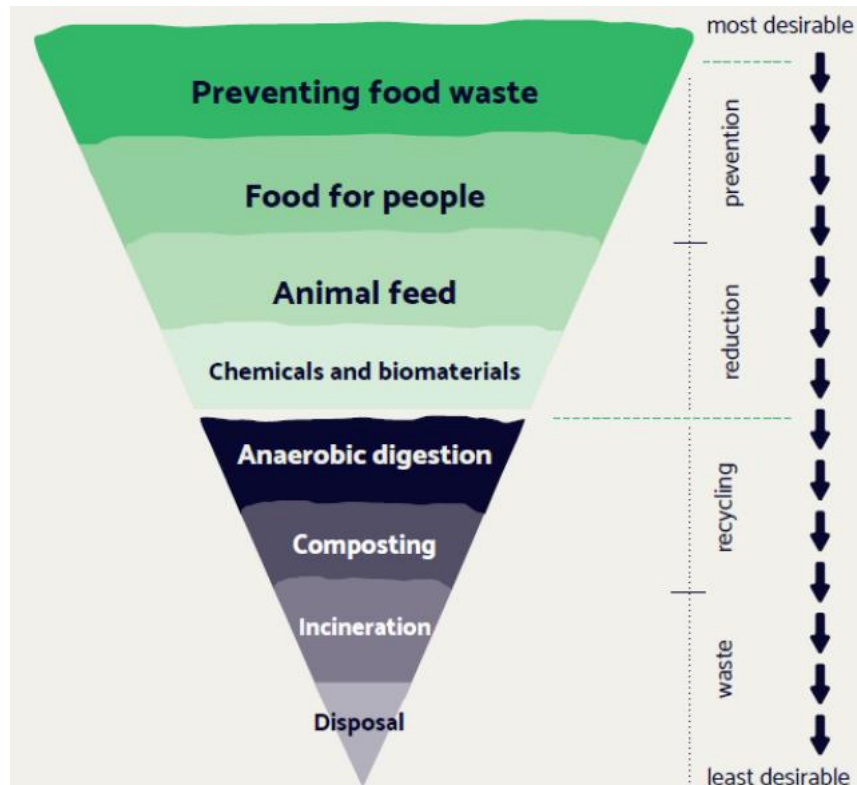 most desirable
Preventing food waste
prevention
Food for people
Animal feed
reduction
Chemicals and biomaterials
Anaerobic digestion
recycling
Composting
Incineration
waste
Disposal
least desirable